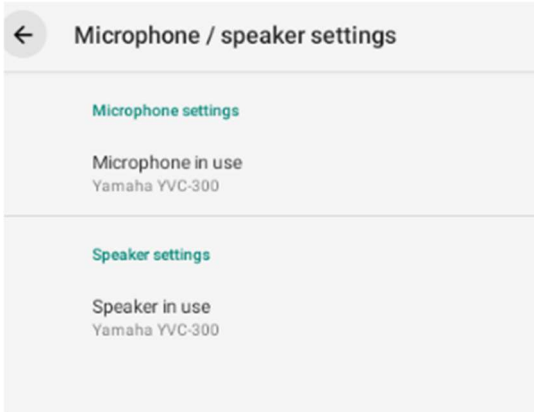 Microphone / speaker settings
Microphone settings
Microphone in use
Yamaha YVC-300
Speaker settings
Speaker in use
Yamaha YVC-300